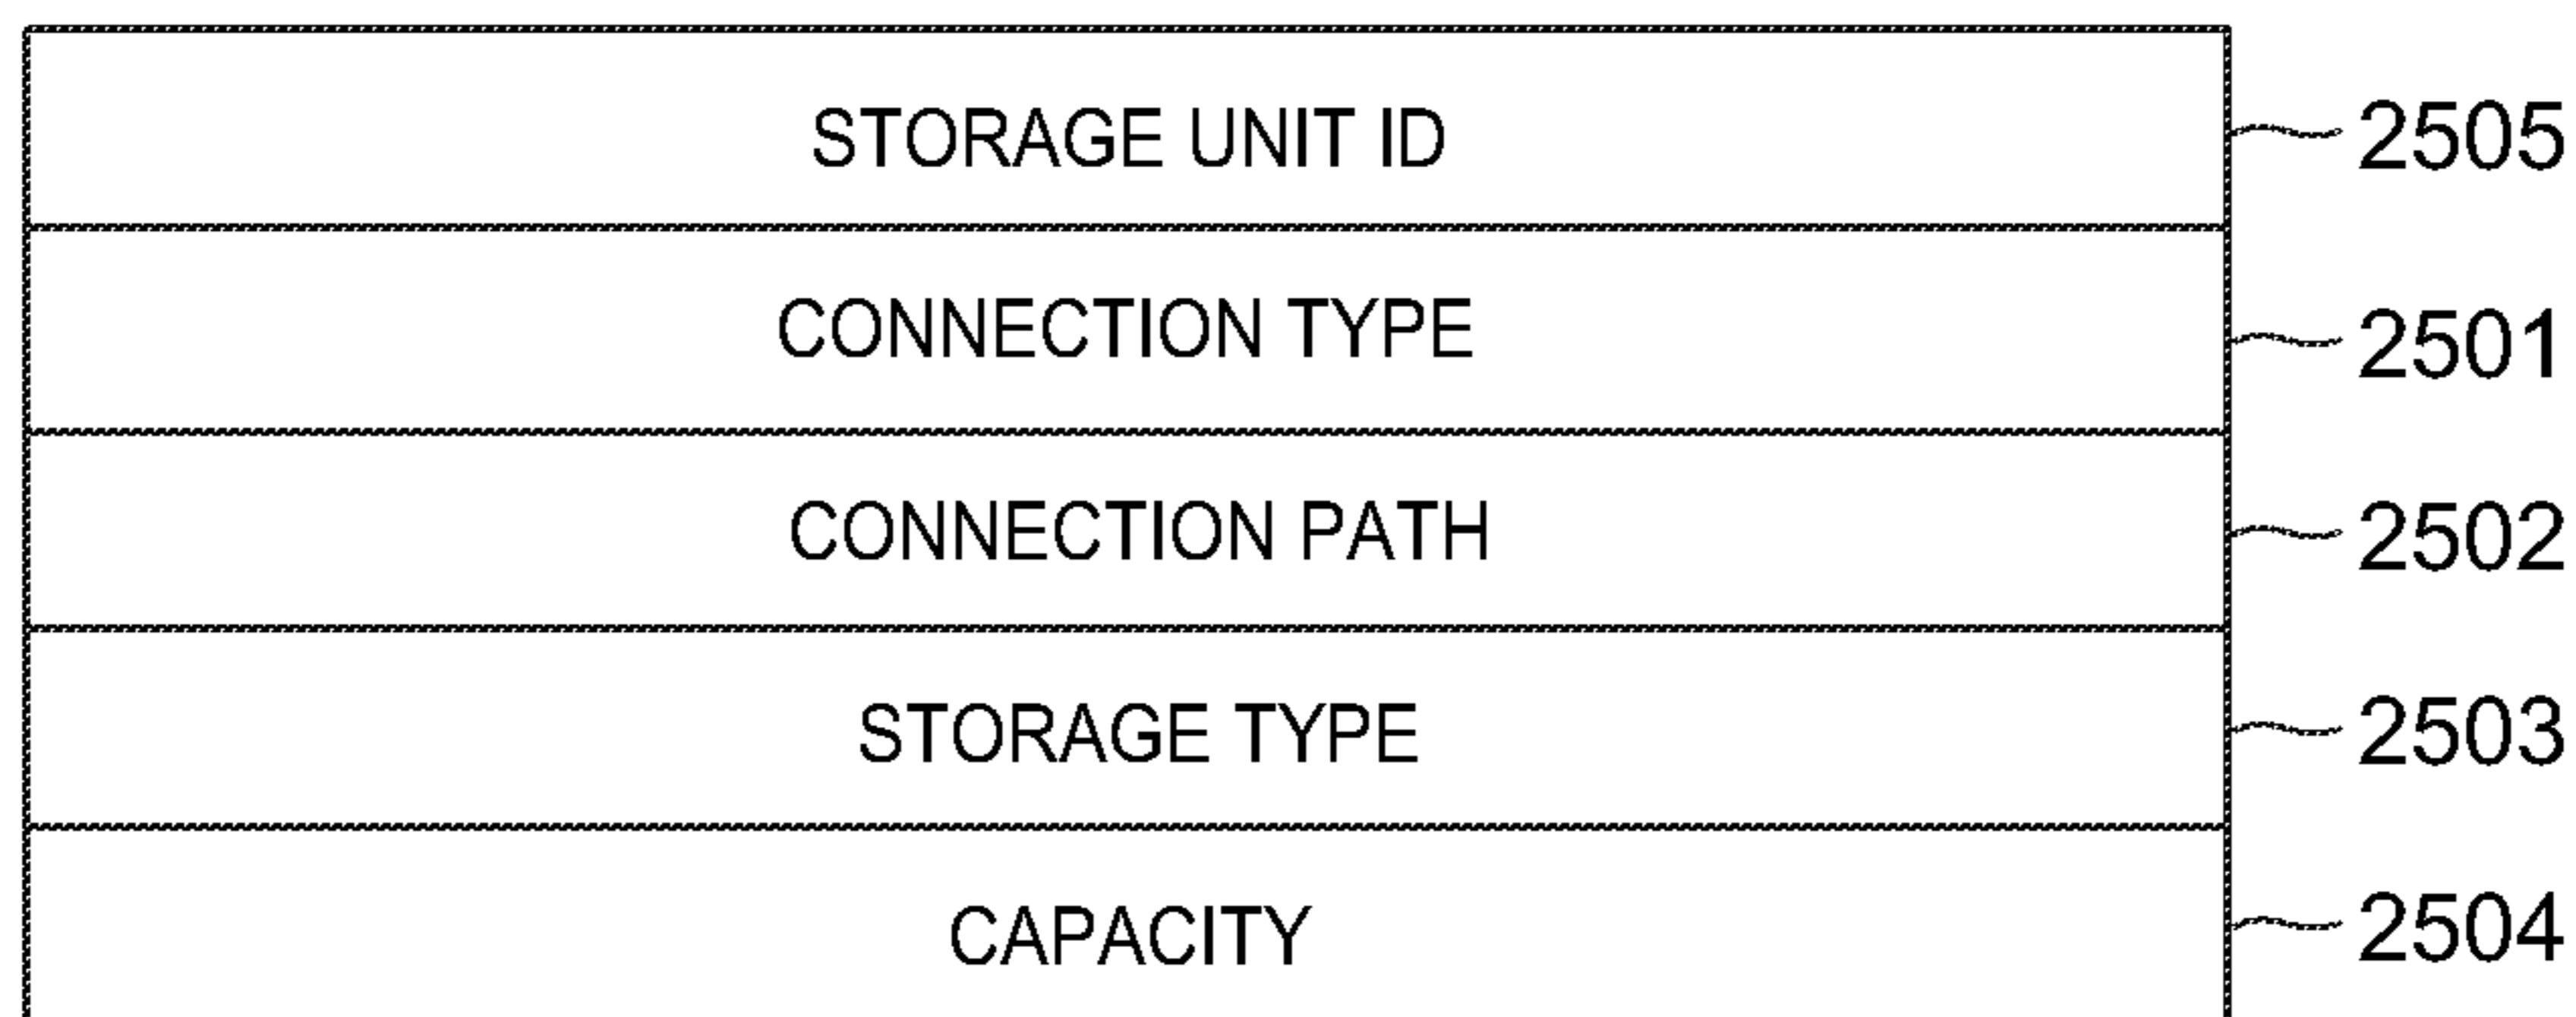 STORAGE UNIT ID 2505
CONNECTION TYPE 2501
CONNECTION PATH 2502
STORAGE TYPE 2503
CAPACITY 2504